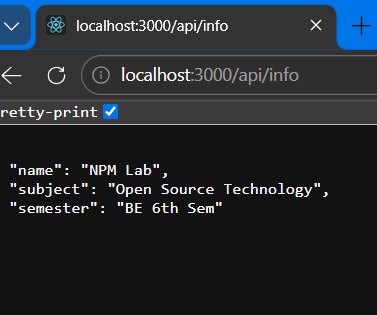 localhost:3000/api/info
localhost:3000/api/info
retty-print
"name": "NPM Lab",
"subject": "Open Source Technology",
"semester": "BE 6th Sem"